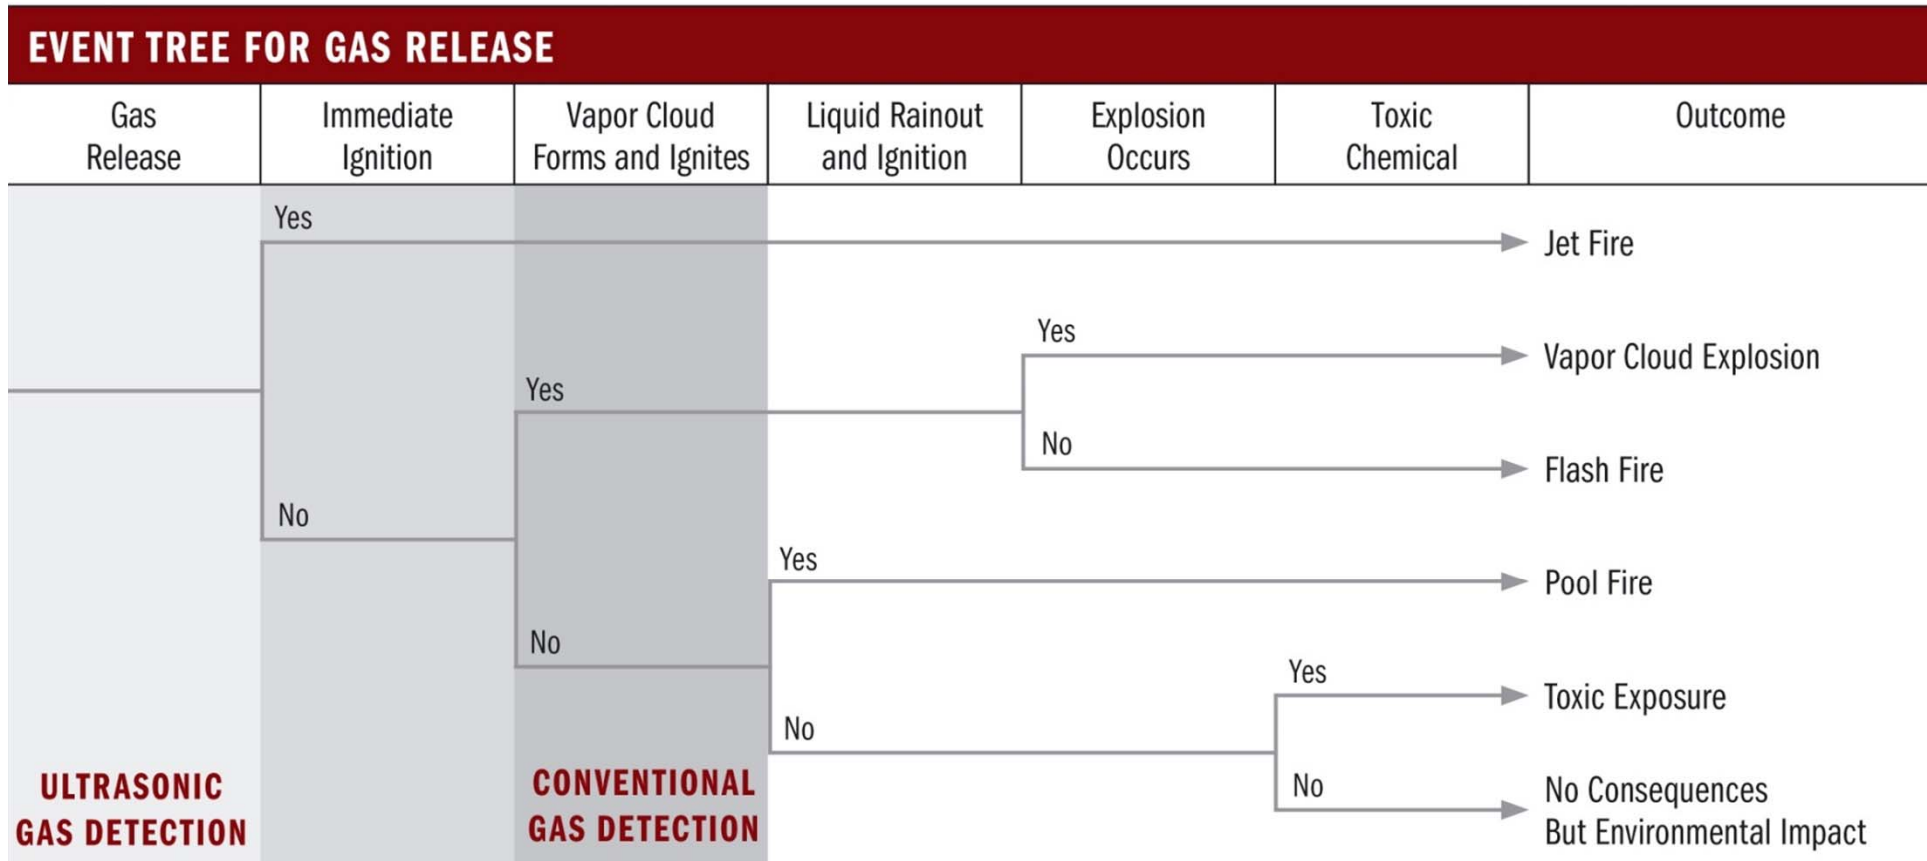 EVENT TREE FOR GAS RELEASE
Gas
Release
Immediate
Ignition
Vapor Cloud
Forms and Ignites
Liquid Rainout
and Ignition
Explosion
Occurs
Toxic
Chemical
Outcome
Yes
Jet Fire
Yes
Vapor Cloud Explosion
Yes
No
Flash Fire
No
Yes
Pool Fire
No
Yes
Toxic Exposure
No
No
No Consequences
But Environmental Impact
ULTRASONIC
GAS DETECTION
CONVENTIONAL
GAS DETECTION